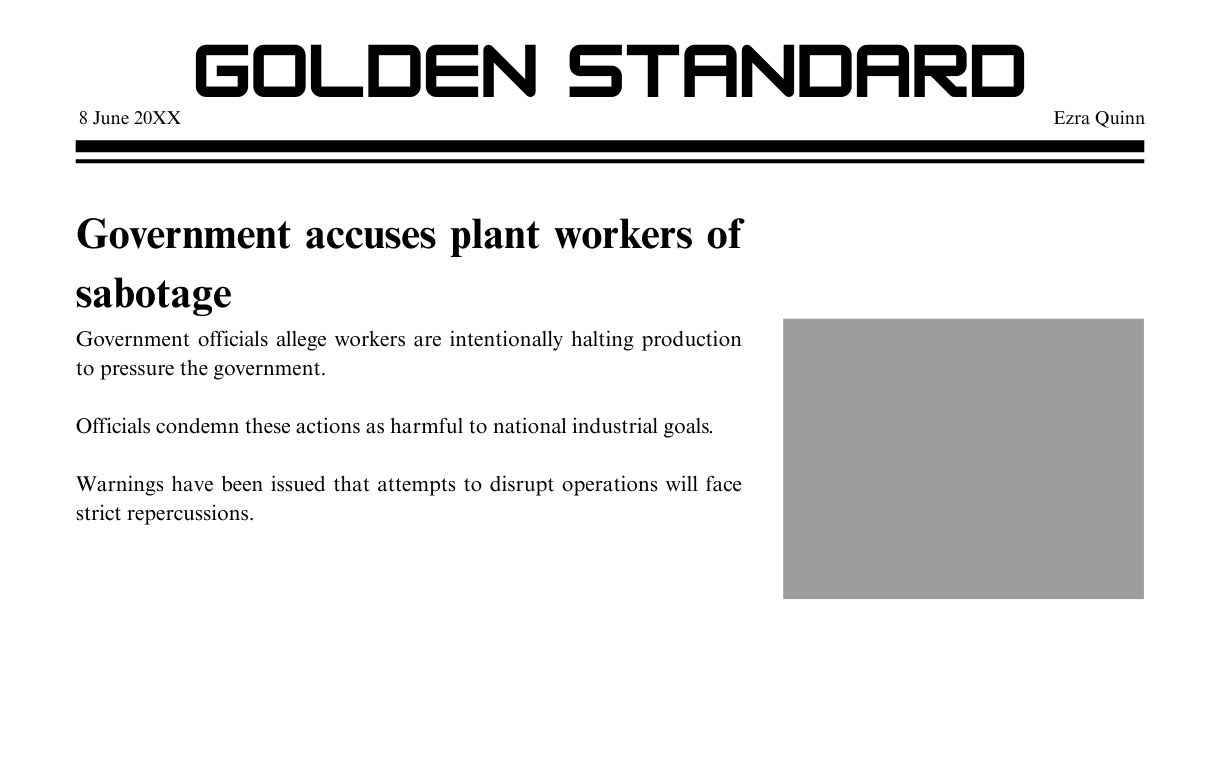 GOLDEN STANDARD
8 June 20XX
Ezra Quinn
Government accuses plant workers of
sabotage
Government officials allege workers are intentionally halting production
to pressure the government.
Officials condemn these actions as harmful to national industrial goals.
Warnings have been issued that attempts to disrupt operations will face
strict repercussions.